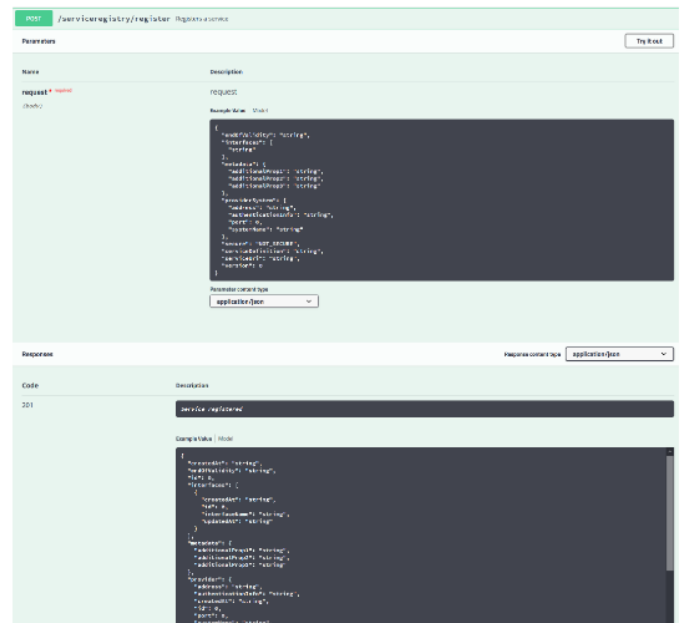 POST /serviceregistry/register Registers a service
Parameters
Try it out
Name Description
request * required
request
(body)
Example Value Model
{
"endOfValidity": "string",
"interfaces": [
"string"
],
"metadata": {
"additionalProp1": "string",
"additionalProp2": "string",
"additionalProp3": "string"
},
"providerSystem": {
"address": "string",
"authenticationInfo": "string",
"port": 0,
"systemName": "string"
},
"secure": "NOT_SECURE",
"serviceDefinition": "string",
"serviceUri": "string",
"version": 0
}
Parameter content type
application/json
Responses
Response content type application/json
Code Description
201
service registered
Example Value | Model
{
"createdAt": "string",
"endOfValidity": "string",
"id": 0,
"interfaces": [
{
"createdAt": "string",
"id": 0,
"interfaceName": "string",
"updatedAt": "string"
}
],
"metadata": {
"additionalProp1": "string",
"additionalProp2": "string",
"additionalProp3": "string"
},
"provider": {
"address": "string",
"authenticationInfo": "string",
"createdAt": "string",
"id": 0,
"port": 0,